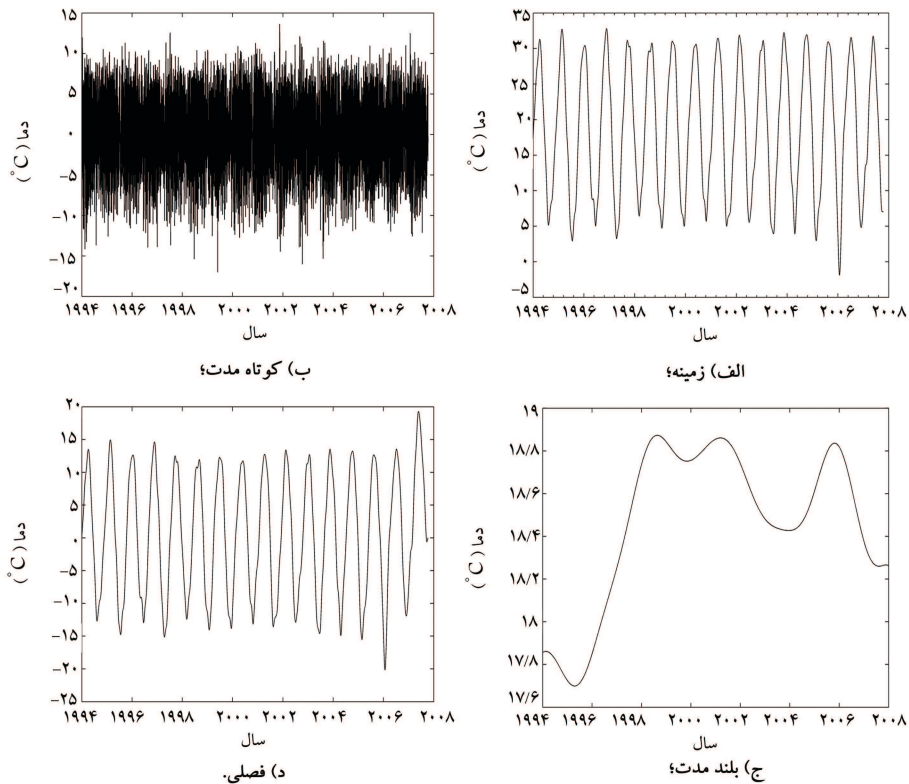 ۳۵
۳۰
۲۵
۲۰
۱۵
۱۰
۵
۰
−۵
دما (°C)
۱۹۹۴ ۱۹۹۶ ۱۹۹۸ ۲۰۰۰ ۲۰۰۲ ۲۰۰۴ ۲۰۰۶ ۲۰۰۸
سال
الف) زمینه؛
۱۵
۱۰
۵
۰
−۵
−۱۰
−۱۵
−۲۰
دما (°C)
۱۹۹۴ ۱۹۹۶ ۱۹۹۸ ۲۰۰۰ ۲۰۰۲ ۲۰۰۴ ۲۰۰۶ ۲۰۰۸
سال
ب) کوتاه مدت؛
۱۹
۱۸/۸
۱۸/۶
۱۸/۴
۱۸/۲
۱۸
۱۷/۸
۱۷/۶
دما (°C)
۱۹۹۴ ۱۹۹۶ ۱۹۹۸ ۲۰۰۰ ۲۰۰۲ ۲۰۰۴ ۲۰۰۶ ۲۰۰۸
سال
ج) بلند مدت؛
۲۰
۱۵
۱۰
۵
۰
−۵
−۱۰
−۱۵
−۲۰
−۲۵
دما (°C)
۱۹۹۴ ۱۹۹۶ ۱۹۹۸ ۲۰۰۰ ۲۰۰۲ ۲۰۰۴ ۲۰۰۶ ۲۰۰۸
سال
د) فصلی.